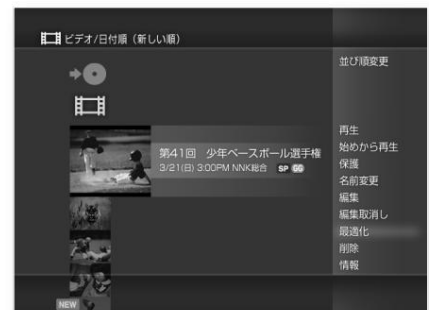 ビデオ/日付順（新しい順）
並び順変更
第41回 少年ベースボール選手権
3/21(日) 3:00PM NNK総合 SP GG
再生
始めから再生
保護
名前変更
編集
編集取消し
最適化
削除
情報
NEW